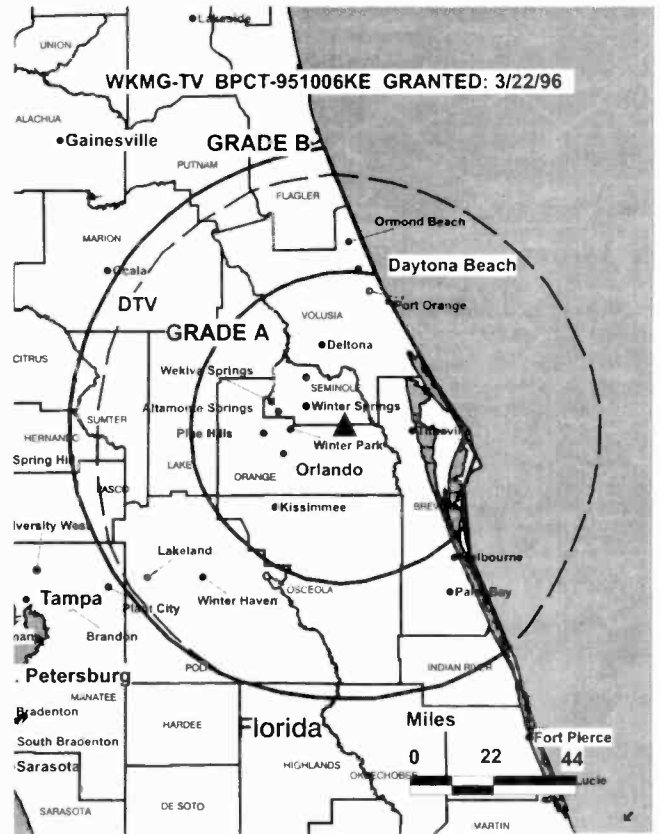 Lakeside
UNION
WKMG-TV BPCT-951006KE GRANTED: 3/22/96
ALACHUA
Gainesville
GRADE B
PUTNAM
FLAGLER
Ormond Beach
MARION
Daytona Beach
Ocala
DTV
Port Orange
VOLUSIA
GRADE A
Deltona
CITRUS
Wekiva Springs
SEMINOLE
Altamonte Springs
Winter Springs
SUMTER
Pine Hills
Titusville
HERNANDO
Winter Park
Spring Hill
LAKE
Orlando
ORANGE
PASCO
Kissimmee
BREV
iversity West
Lakeland
Melbourne
OSCEOLA
Tampa
Plant City
Winter Haven
Palm Bay
Brandon
Petersburg
POLK
INDIAN RIVER
MANATEE
Bradenton
HARDEE
Florida
Miles
South Bradenton
Fort Pierce
0 22 44
Sarasota
HIGHLANDS
OKEECHOBEE
Lucie
SARASOTA
DE SOTO
MARTIN